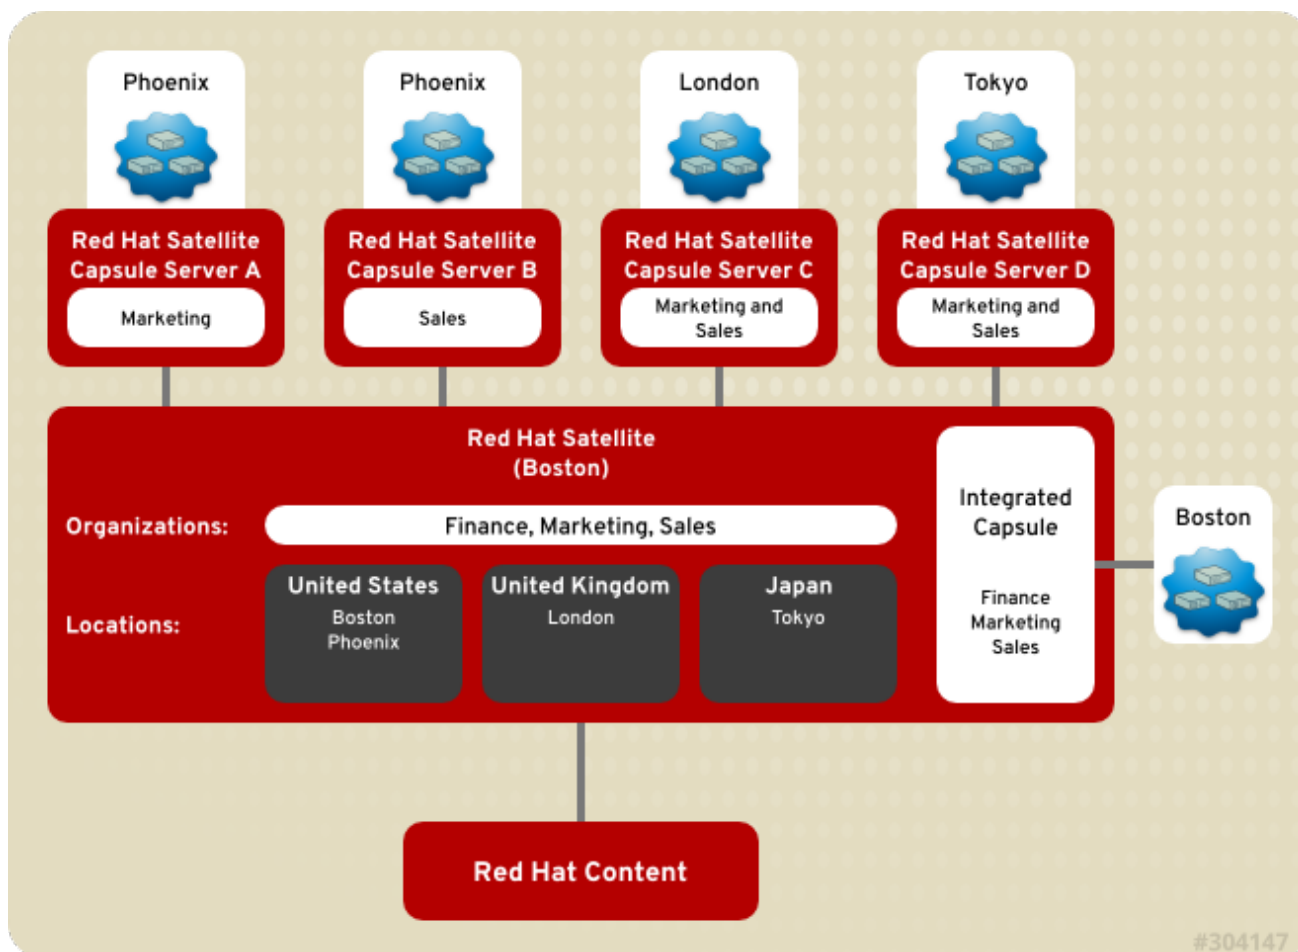 Phoenix
Phoenix
London
Tokyo
Red Hat Satellite
Capsule Server A
Marketing
Red Hat Satellite
Capsule Server B
Sales
Red Hat Satellite
Capsule Server C
Marketing and
Sales
Red Hat Satellite
Capsule Server D
Marketing and
Sales
Red Hat Satellite
(Boston)
Organizations:
Finance, Marketing, Sales
Locations:
United States
Boston
Phoenix
United Kingdom
London
Japan
Tokyo
Integrated
Capsule
Finance
Marketing
Sales
Boston
Red Hat Content
#304147